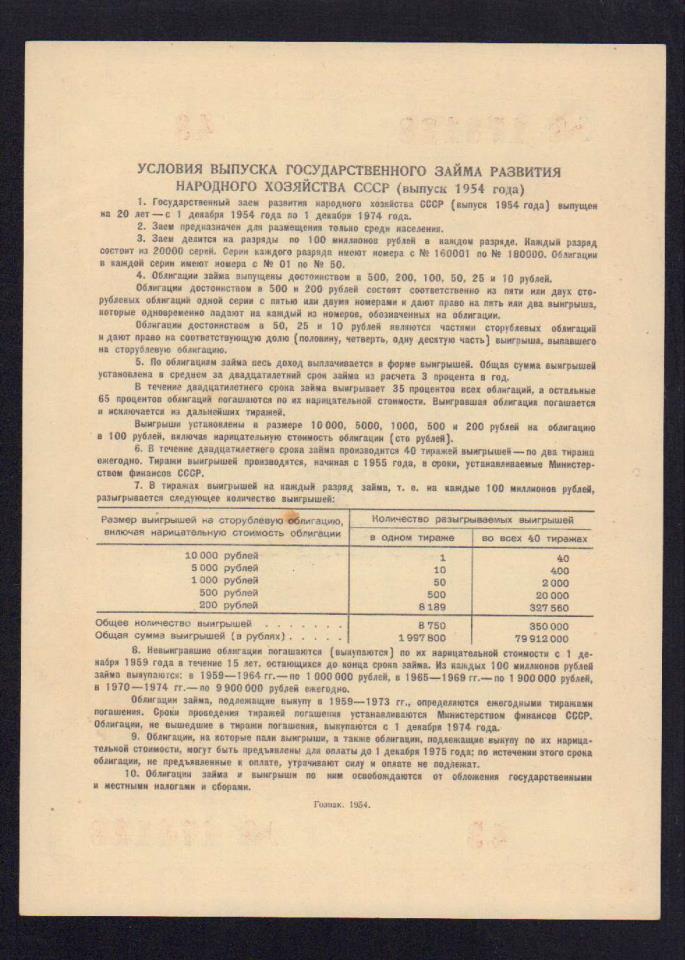 УСЛОВИЯ ВЫПУСКА ГОСУДАРСТВЕННОГО ЗАЙМА РАЗВИТИЯ
НАРОДНОГО ХОЗЯЙСТВА СССР (выпуск 1954 года)
1. Государственный заем развития народного хозяйства СССР (выпуск 1954 года) выпущен
на 20 лет — с 1 декабря 1954 года по 1 декабря 1974 года.
2. Заем предназначен для размещения только среди населения.
3. Заем делится на разряды по 100 миллионов рублей в каждом разряде. Каждый разряд
состоит из 20000 серий. Серии каждого разряда имеют номера с № 160001 по № 180000. Облигации
в каждой серии имеют номера с № 01 по № 50.
4. Облигации займа выпущены достоинством в 500, 200, 100, 50, 25 и 10 рублей.
Облигации достоинством в 500 и 200 рублей состоят соответственно из пяти или двух сто-
рублевых облигаций одной серии с пятью или двумя номерами и дают право на пять или два выигрыша,
которые одновременно падают на каждый из номеров, обозначенных на облигации.
Облигации достоинством в 50, 25 и 10 рублей являются частями сторублевых облигаций
и дают право на соответствующую долю (половину, четверть, одну десятую часть) выигрыша, выпавшего
на сторублевую облигацию.
5. По облигациям займа весь доход выплачивается в форме выигрышей. Общая сумма выигрышей
установлена в среднем за двадцатилетний срок займа из расчета 3 процента в год.
В течение двадцатилетнего срока займа выигрывает 35 процентов всех облигаций, а остальные
65 процентов облигаций погашаются по их нарицательной стоимости. Выигравшая облигация погашается
и исключается из дальнейших тиражей.
Выигрыши установлены в размере 10 000, 5000, 1000, 500 и 200 рублей на облигацию
в 100 рублей, включая нарицательную стоимость облигации (сто рублей).
6. В течение двадцатилетнего срока займа производится 40 тиражей выигрышей — по два тиража
ежегодно. Тиражи выигрышей производятся, начиная с 1955 года, в сроки, устанавливаемые Министер-
ством финансов СССР.
7. В тиражах выигрышей на каждый разряд займа, т. е. на каждые 100 миллионов рублей,
разыгрывается следующее количество выигрышей:
Размер выигрышей на сторублевую облигацию, Количество разыгрываемых выигрышей
включая нарицательную стоимость облигации в одном тираже во всех 40 тиражах
10 000 рублей 1 40
5 000 рублей 10 400
1 000 рублей 50 2 000
500 рублей 500 20 000
200 рублей 8 189 327 560
Общее количество выигрышей . . . . . . . 8 750 350 000
Общая сумма выигрышей (в рублях) . . . . . 1 997 800 79 912 000
8. Невыигравшие облигации погашаются (выкупаются) по их нарицательной стоимости с 1 де-
кабря 1959 года в течение 15 лет, остающихся до конца срока займа. Из каждых 100 миллионов рублей
займа выкупаются: в 1959—1964 гг.— по 1 000 000 рублей, в 1965—1969 гг.— по 1 900 000 рублей,
в 1970—1974 гг.— по 9 900 000 рублей ежегодно.
Облигации займа, подлежащие выкупу в 1959—1973 гг., определяются ежегодными тиражами
погашения. Сроки проведения тиражей погашения устанавливаются Министерством финансов СССР.
Облигации, не вышедшие в тиражи погашения, выкупаются с 1 декабря 1974 года.
9. Облигации, на которые пали выигрыши, а также облигации, подлежащие выкупу по их нарица-
тельной стоимости, могут быть предъявлены для оплаты до 1 декабря 1975 года; по истечении этого срока
облигации, не предъявленные к оплате, утрачивают силу и оплате не подлежат.
10. Облигации займа и выигрыши по ним освобождаются от обложения государственными
и местными налогами и сборами.
Гознак. 1954.